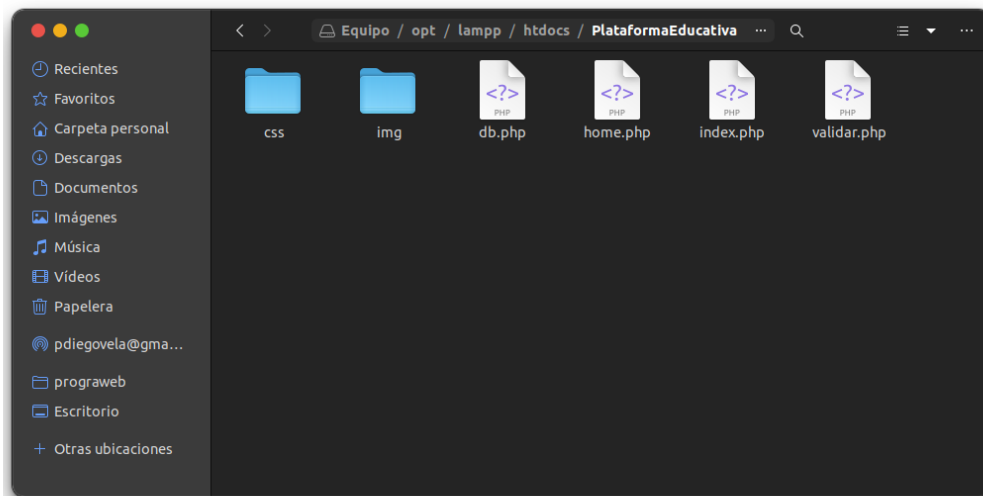 Equipo / opt / lampp / htdocs / PlataformaEducativa ...
Recientes
Favoritos
Carpeta personal
Descargas
Documentos
Imágenes
Música
Vídeos
Papelera
pdiegovela@gma...
prograweb
Escritorio
+ Otras ubicaciones
<?> <?> <?> <?>
PHP PHP PHP PHP
css img db.php home.php index.php validar.php